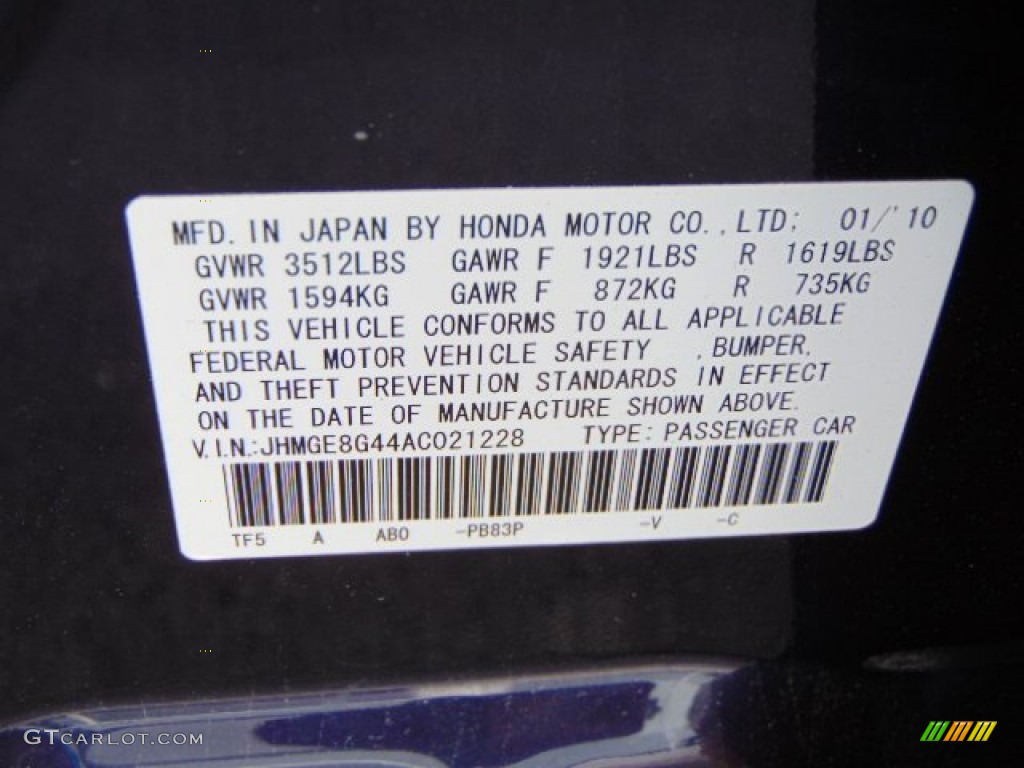 MFD. IN JAPAN BY HONDA MOTOR CO., LTD; 01/'10
GVWR 3512LBS GAWR F 1921LBS R 1619LBS
GVWR 1594KG GAWR F 872KG R 735KG
THIS VEHICLE CONFORMS TO ALL APPLICABLE
FEDERAL MOTOR VEHICLE SAFETY , BUMPER,
AND THEFT PREVENTION STANDARDS IN EFFECT
ON THE DATE OF MANUFACTURE SHOWN ABOVE.
V.I.N.:JHMGE8G44AC021228 TYPE: PASSENGER CAR
TF5 A AB0 -PB83P -V -C
GTCARLOT.COM